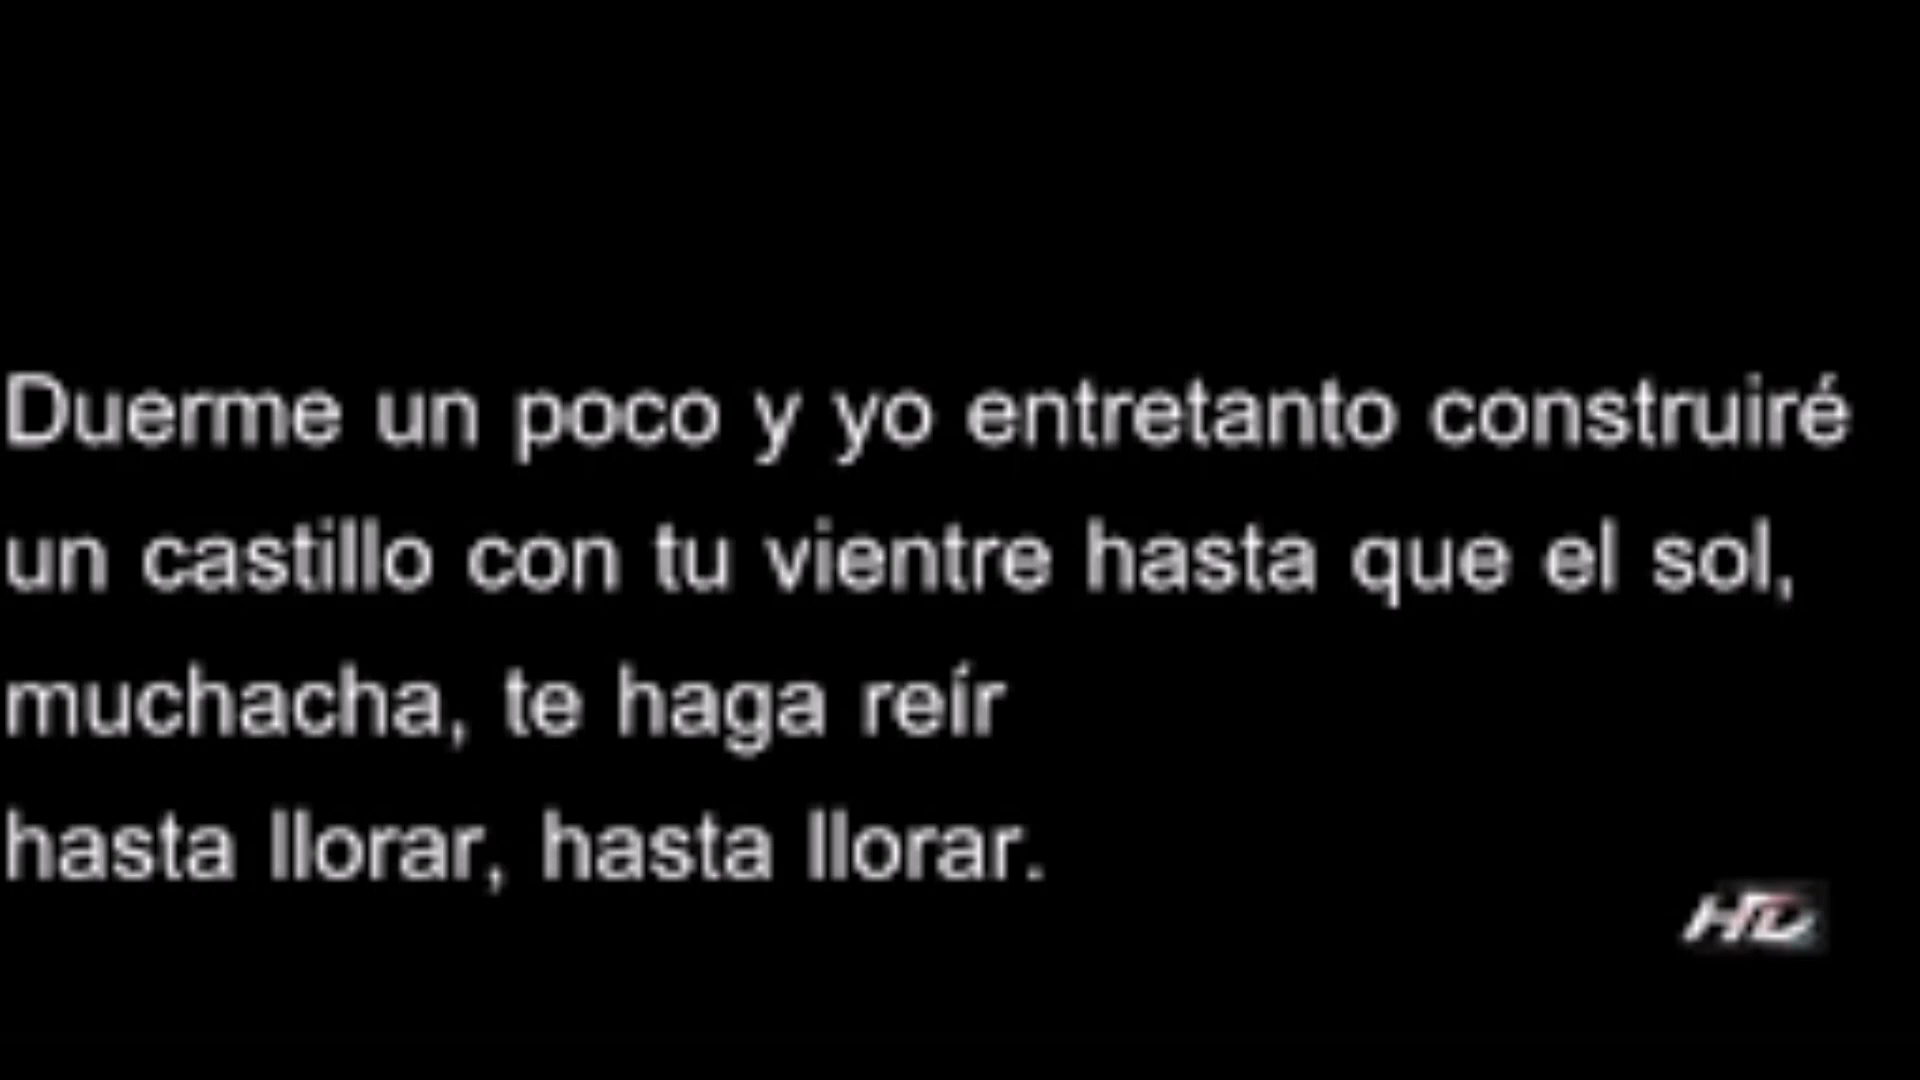 Duerme un poco y yo entretanto construiré
un castillo con tu vientre hasta que el sol,
muchacha, te haga reír
hasta llorar, hasta llorar.
HD